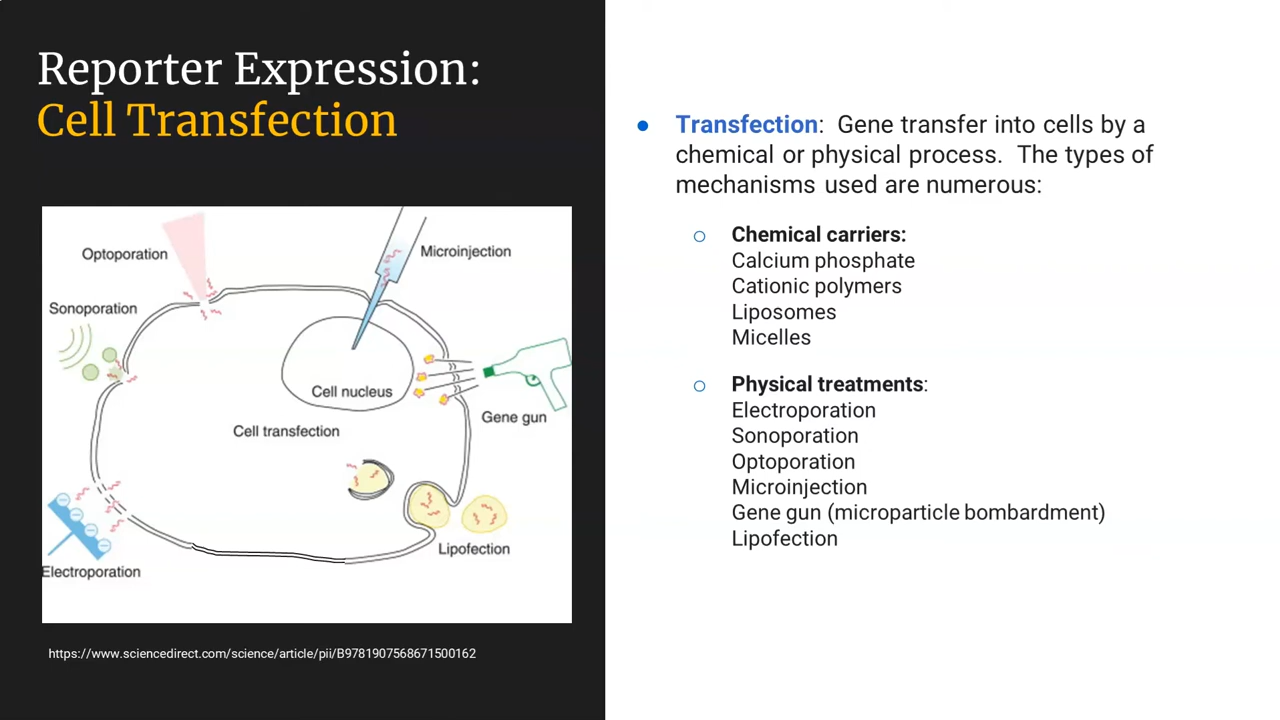 Reporter Expression:
Cell Transfection
Optoporation
Microinjection
Sonoporation
Cell nucleus
Gene gun
Cell transfection
Lipofection
Electroporation
https://www.sciencedirect.com/science/article/pii/B9781907568671500162
● Transfection: Gene transfer into cells by a
chemical or physical process. The types of
mechanisms used are numerous:
○ Chemical carriers:
Calcium phosphate
Cationic polymers
Liposomes
Micelles
○ Physical treatments:
Electroporation
Sonoporation
Optoporation
Microinjection
Gene gun (microparticle bombardment)
Lipofection